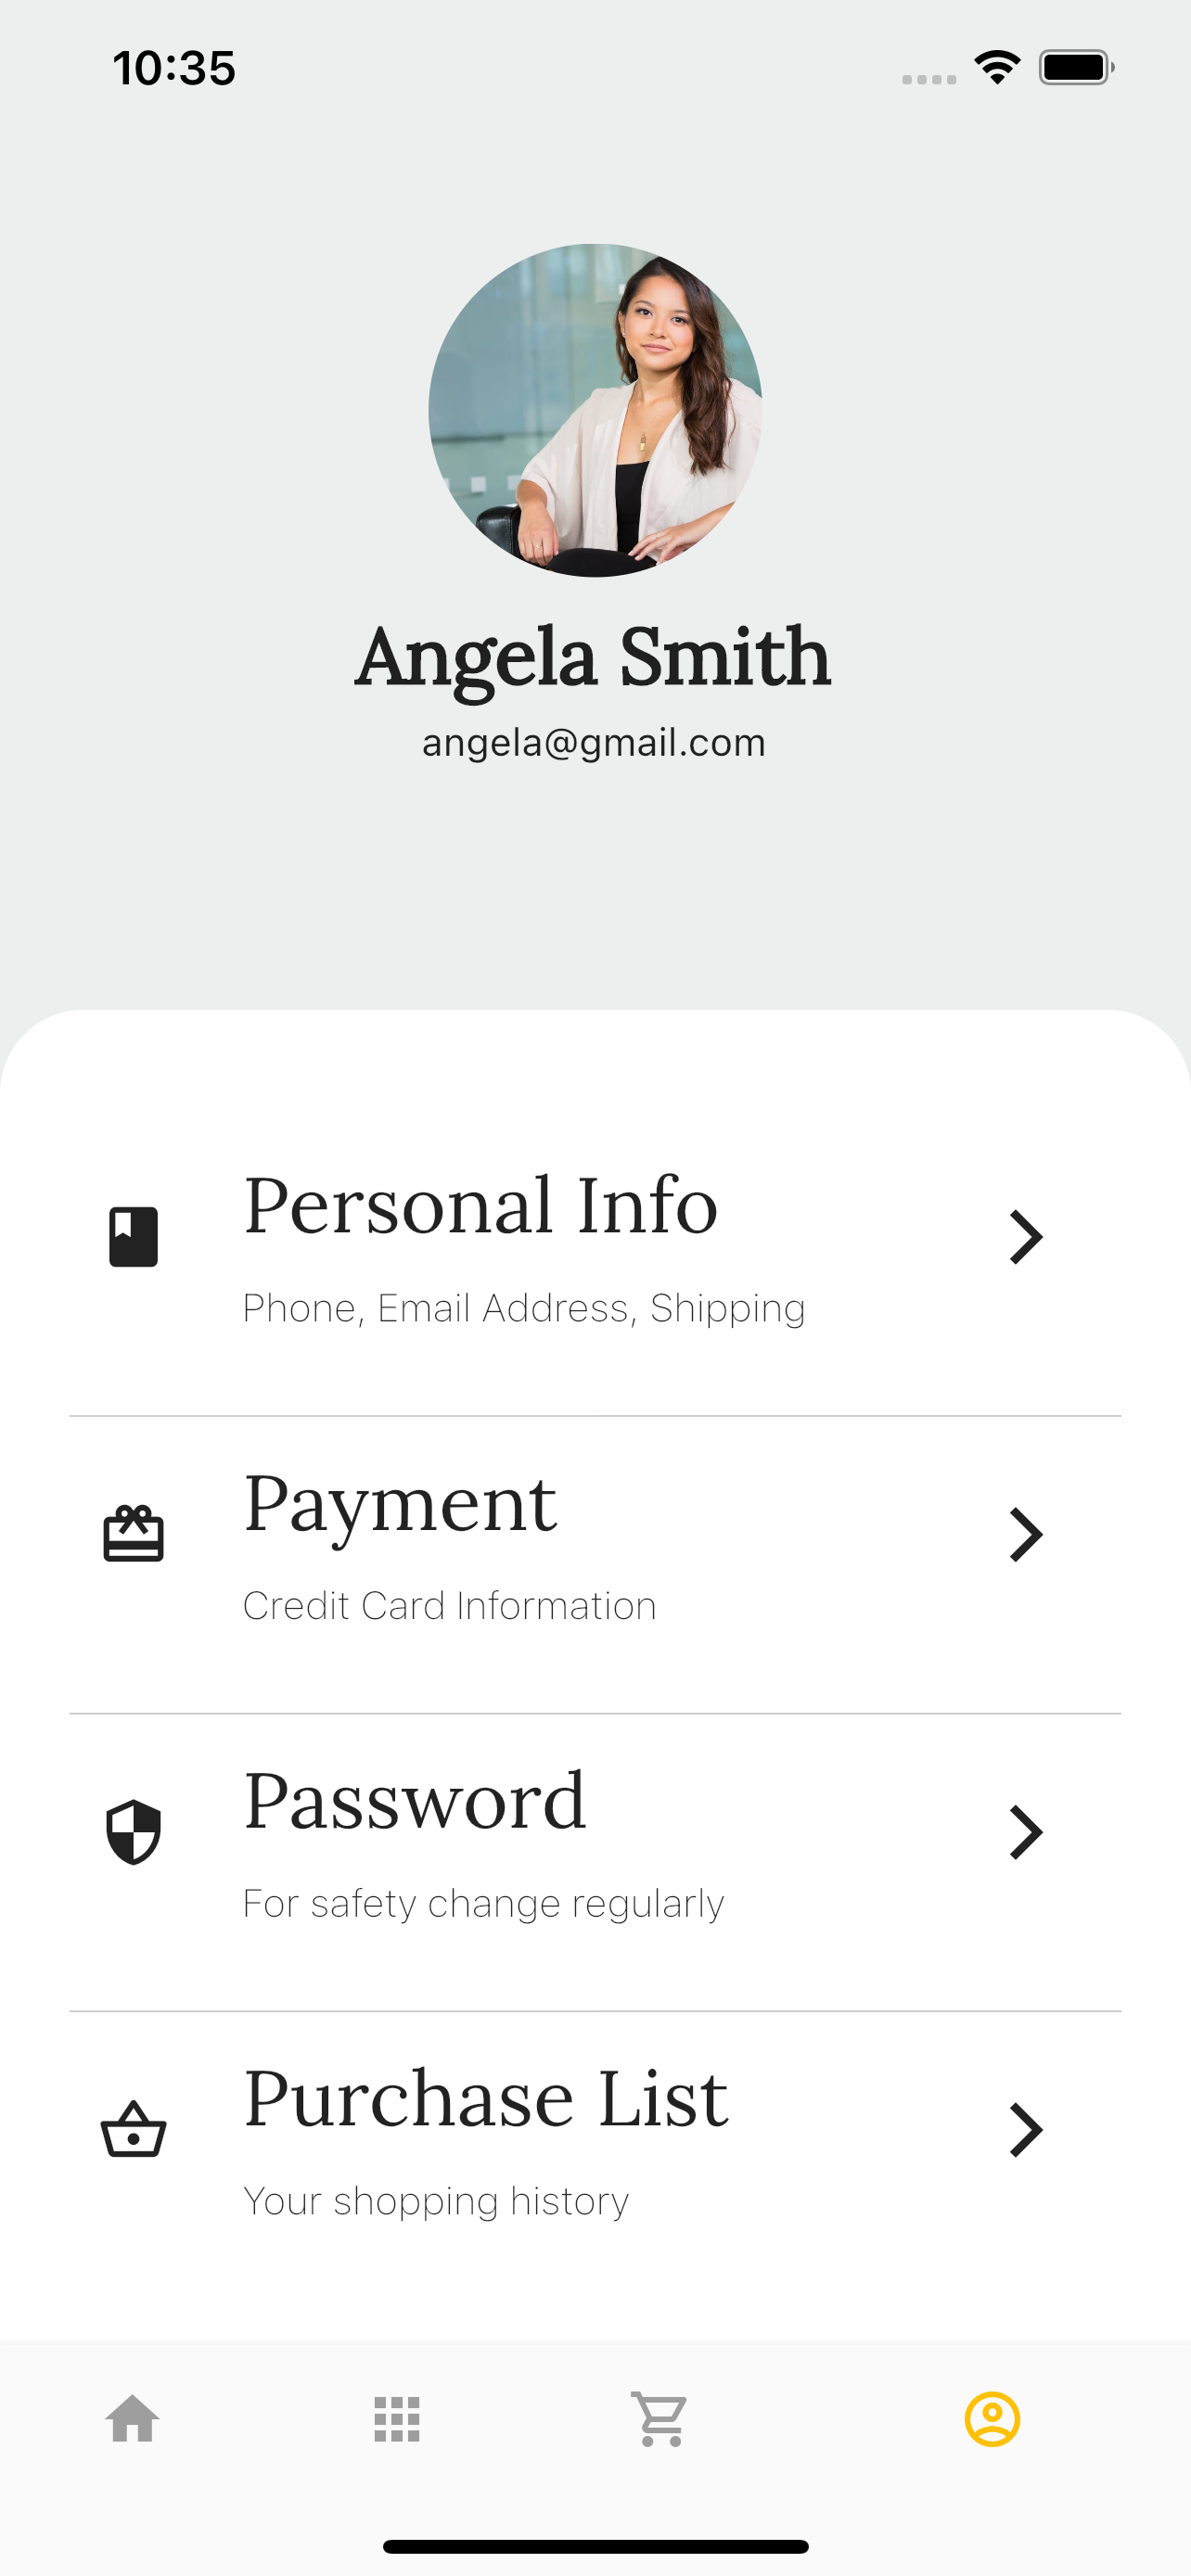 10:35
Angela Smith
angela@gmail.com
Personal Info
Phone, Email Address, Shipping
Payment
Credit Card Information
Password
For safety change regularly
Purchase List
Your shopping history